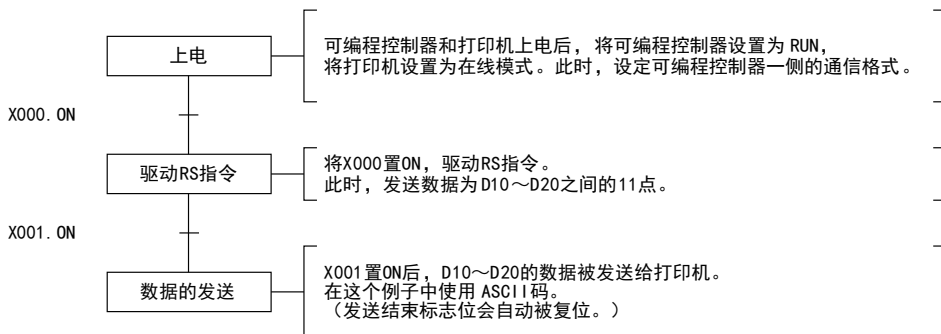 上电
可编程控制器和打印机上电后，将可编程控制器设置为 RUN，
将打印机设置为在线模式。此时，设定可编程控制器一侧的通信格式。
X000.ON
驱动RS指令
将X000置ON，驱动RS指令。
此时，发送数据为D10～D20之间的11点。
X001.ON
数据的发送
X001置ON后，D10～D20的数据被发送给打印机。
在这个例子中使用 ASCII码。
（发送结束标志位会自动被复位。）